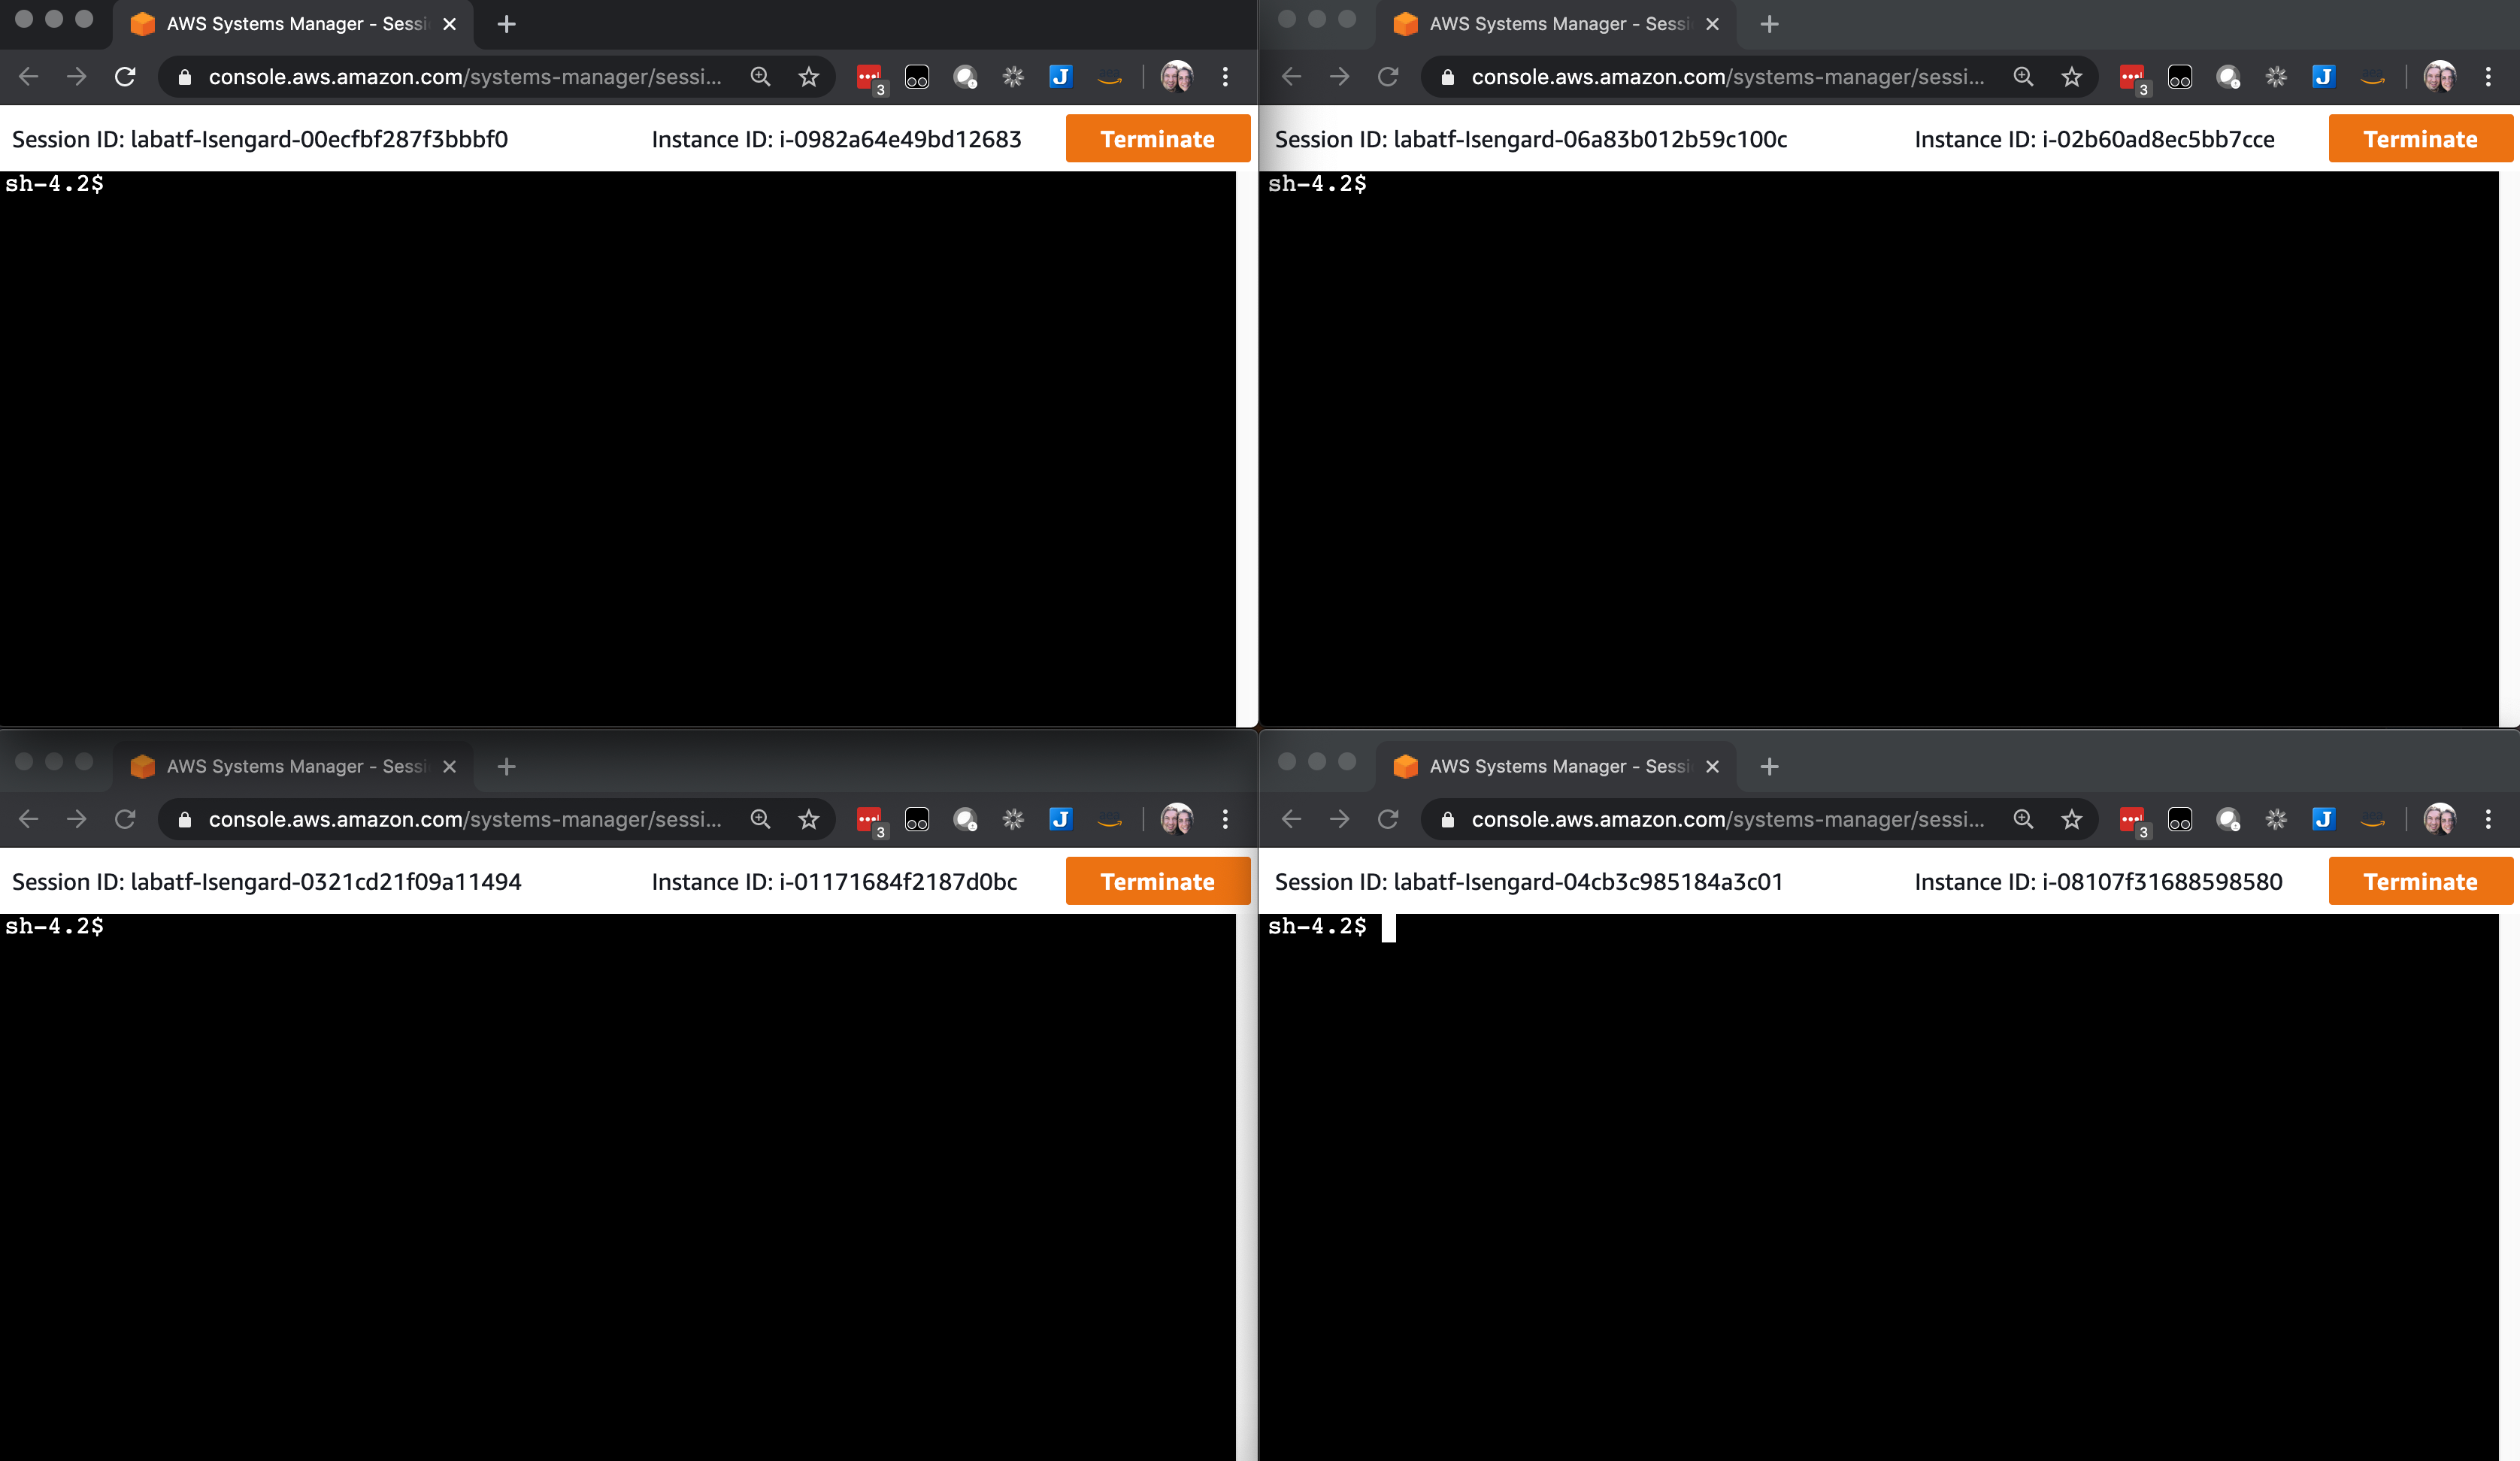 AWS Systems Manager - Sessi
console.aws.amazon.com/systems-manager/sessi...
3
J
Session ID: labatf-Isengard-00ecfbf287f3bbbf0 Instance ID: i-0982a64e49bd12683 Terminate
sh-4.2$
AWS Systems Manager - Sessi
console.aws.amazon.com/systems-manager/sessi...
3
J
Session ID: labatf-Isengard-06a83b012b59c100c Instance ID: i-02b60ad8ec5bb7cce Terminate
sh-4.2$
AWS Systems Manager - Sessi
console.aws.amazon.com/systems-manager/sessi...
3
J
Session ID: labatf-Isengard-0321cd21f09a11494 Instance ID: i-01171684f2187d0bc Terminate
sh-4.2$
AWS Systems Manager - Sessi
console.aws.amazon.com/systems-manager/sessi...
3
J
Session ID: labatf-Isengard-04cb3c985184a3c01 Instance ID: i-08107f31688598580 Terminate
sh-4.2$